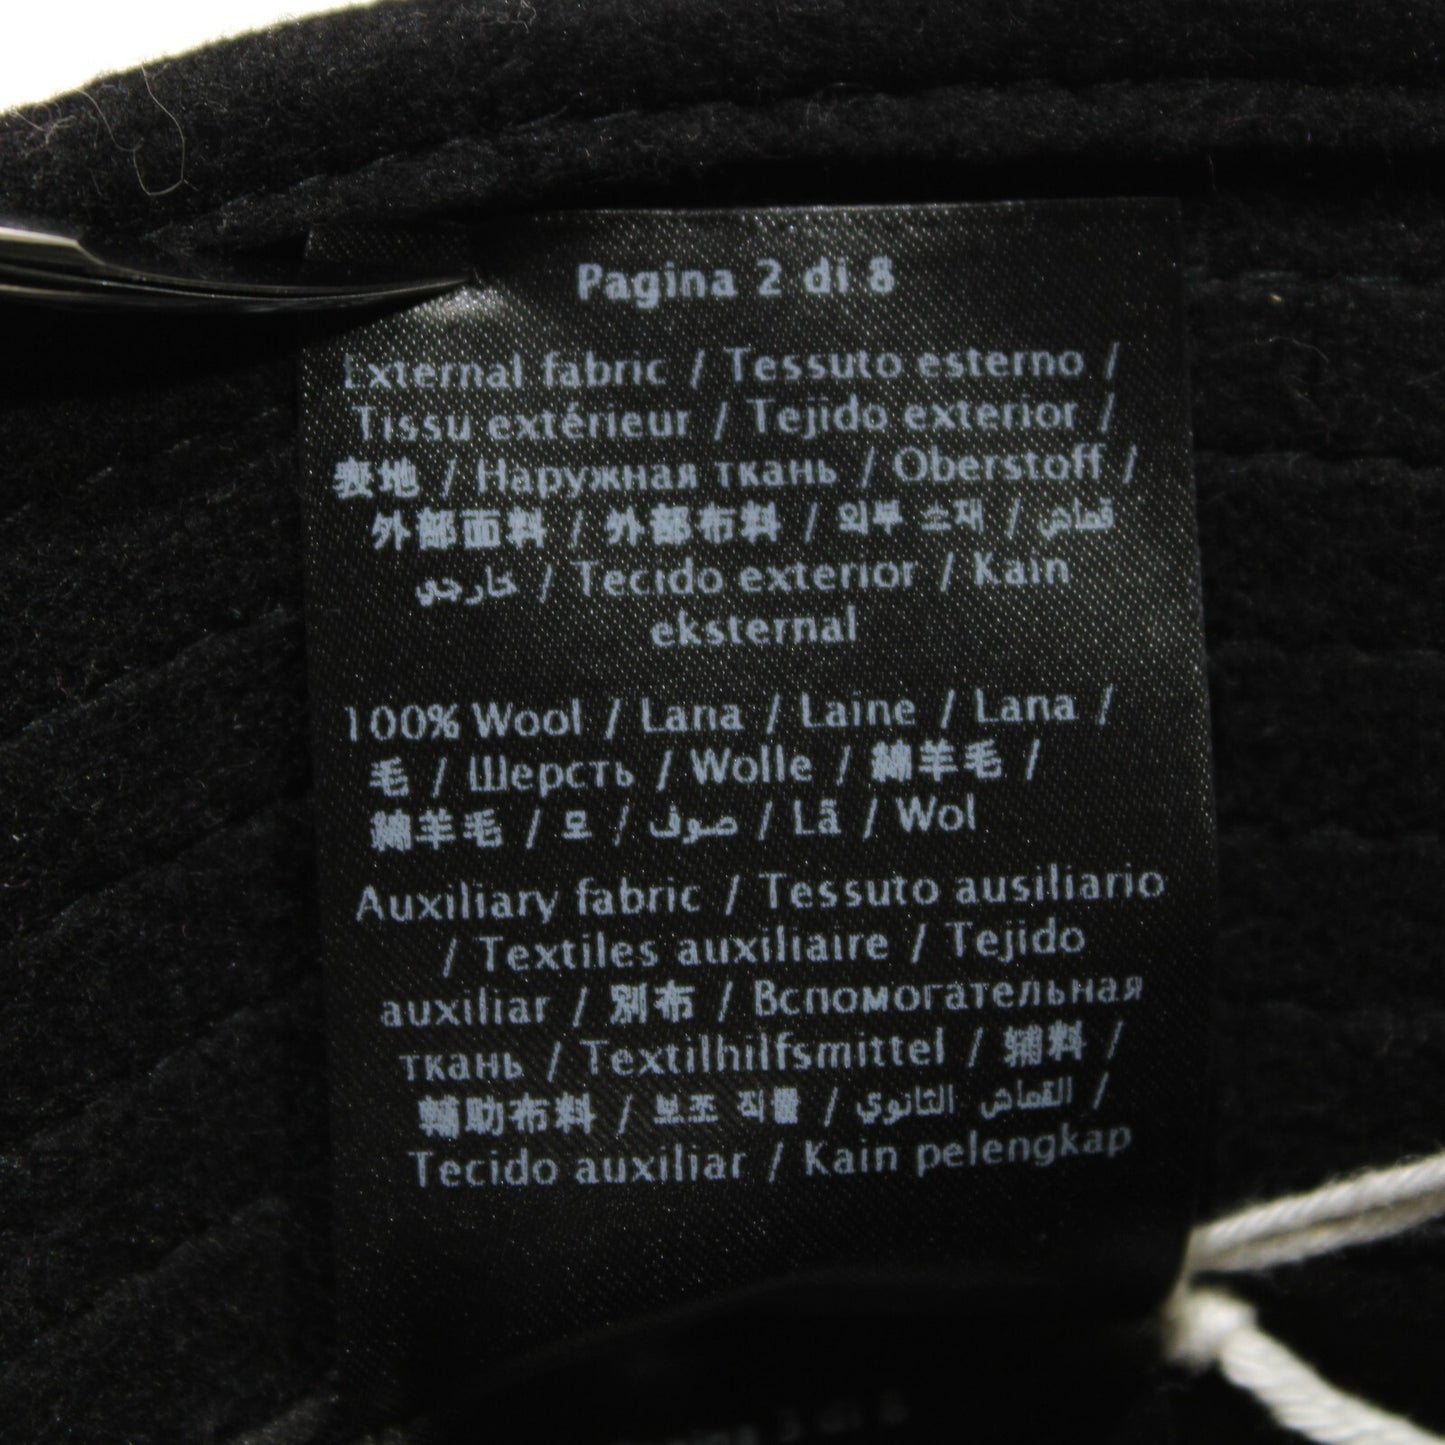 Pagina 2 di 8
External fabric / Tessuto esterno /
Tissu extérieur / Tejido exterior /
表地 / Наружная ткань / Oberstoff /
外部面料 / 外部布料 / 외부 소재 / قماش
خارجي / Tecido exterior / Kain
eksternal
100% Wool / Lana / Laine / Lana /
毛 / Шерсть / Wolle / 綿羊毛 /
綿羊毛 / 모 / صوف / Lã / Wol
Auxiliary fabric / Tessuto ausiliario
/ Textiles auxiliaire / Tejido
auxiliar / 別布 / Вспомогательная
ткань / Textilhilfsmittel / 辅料 /
輔助布料 / 보조 직물 / القماش الثانوي /
Tecido auxiliar / Kain pelengkap
3 di 8